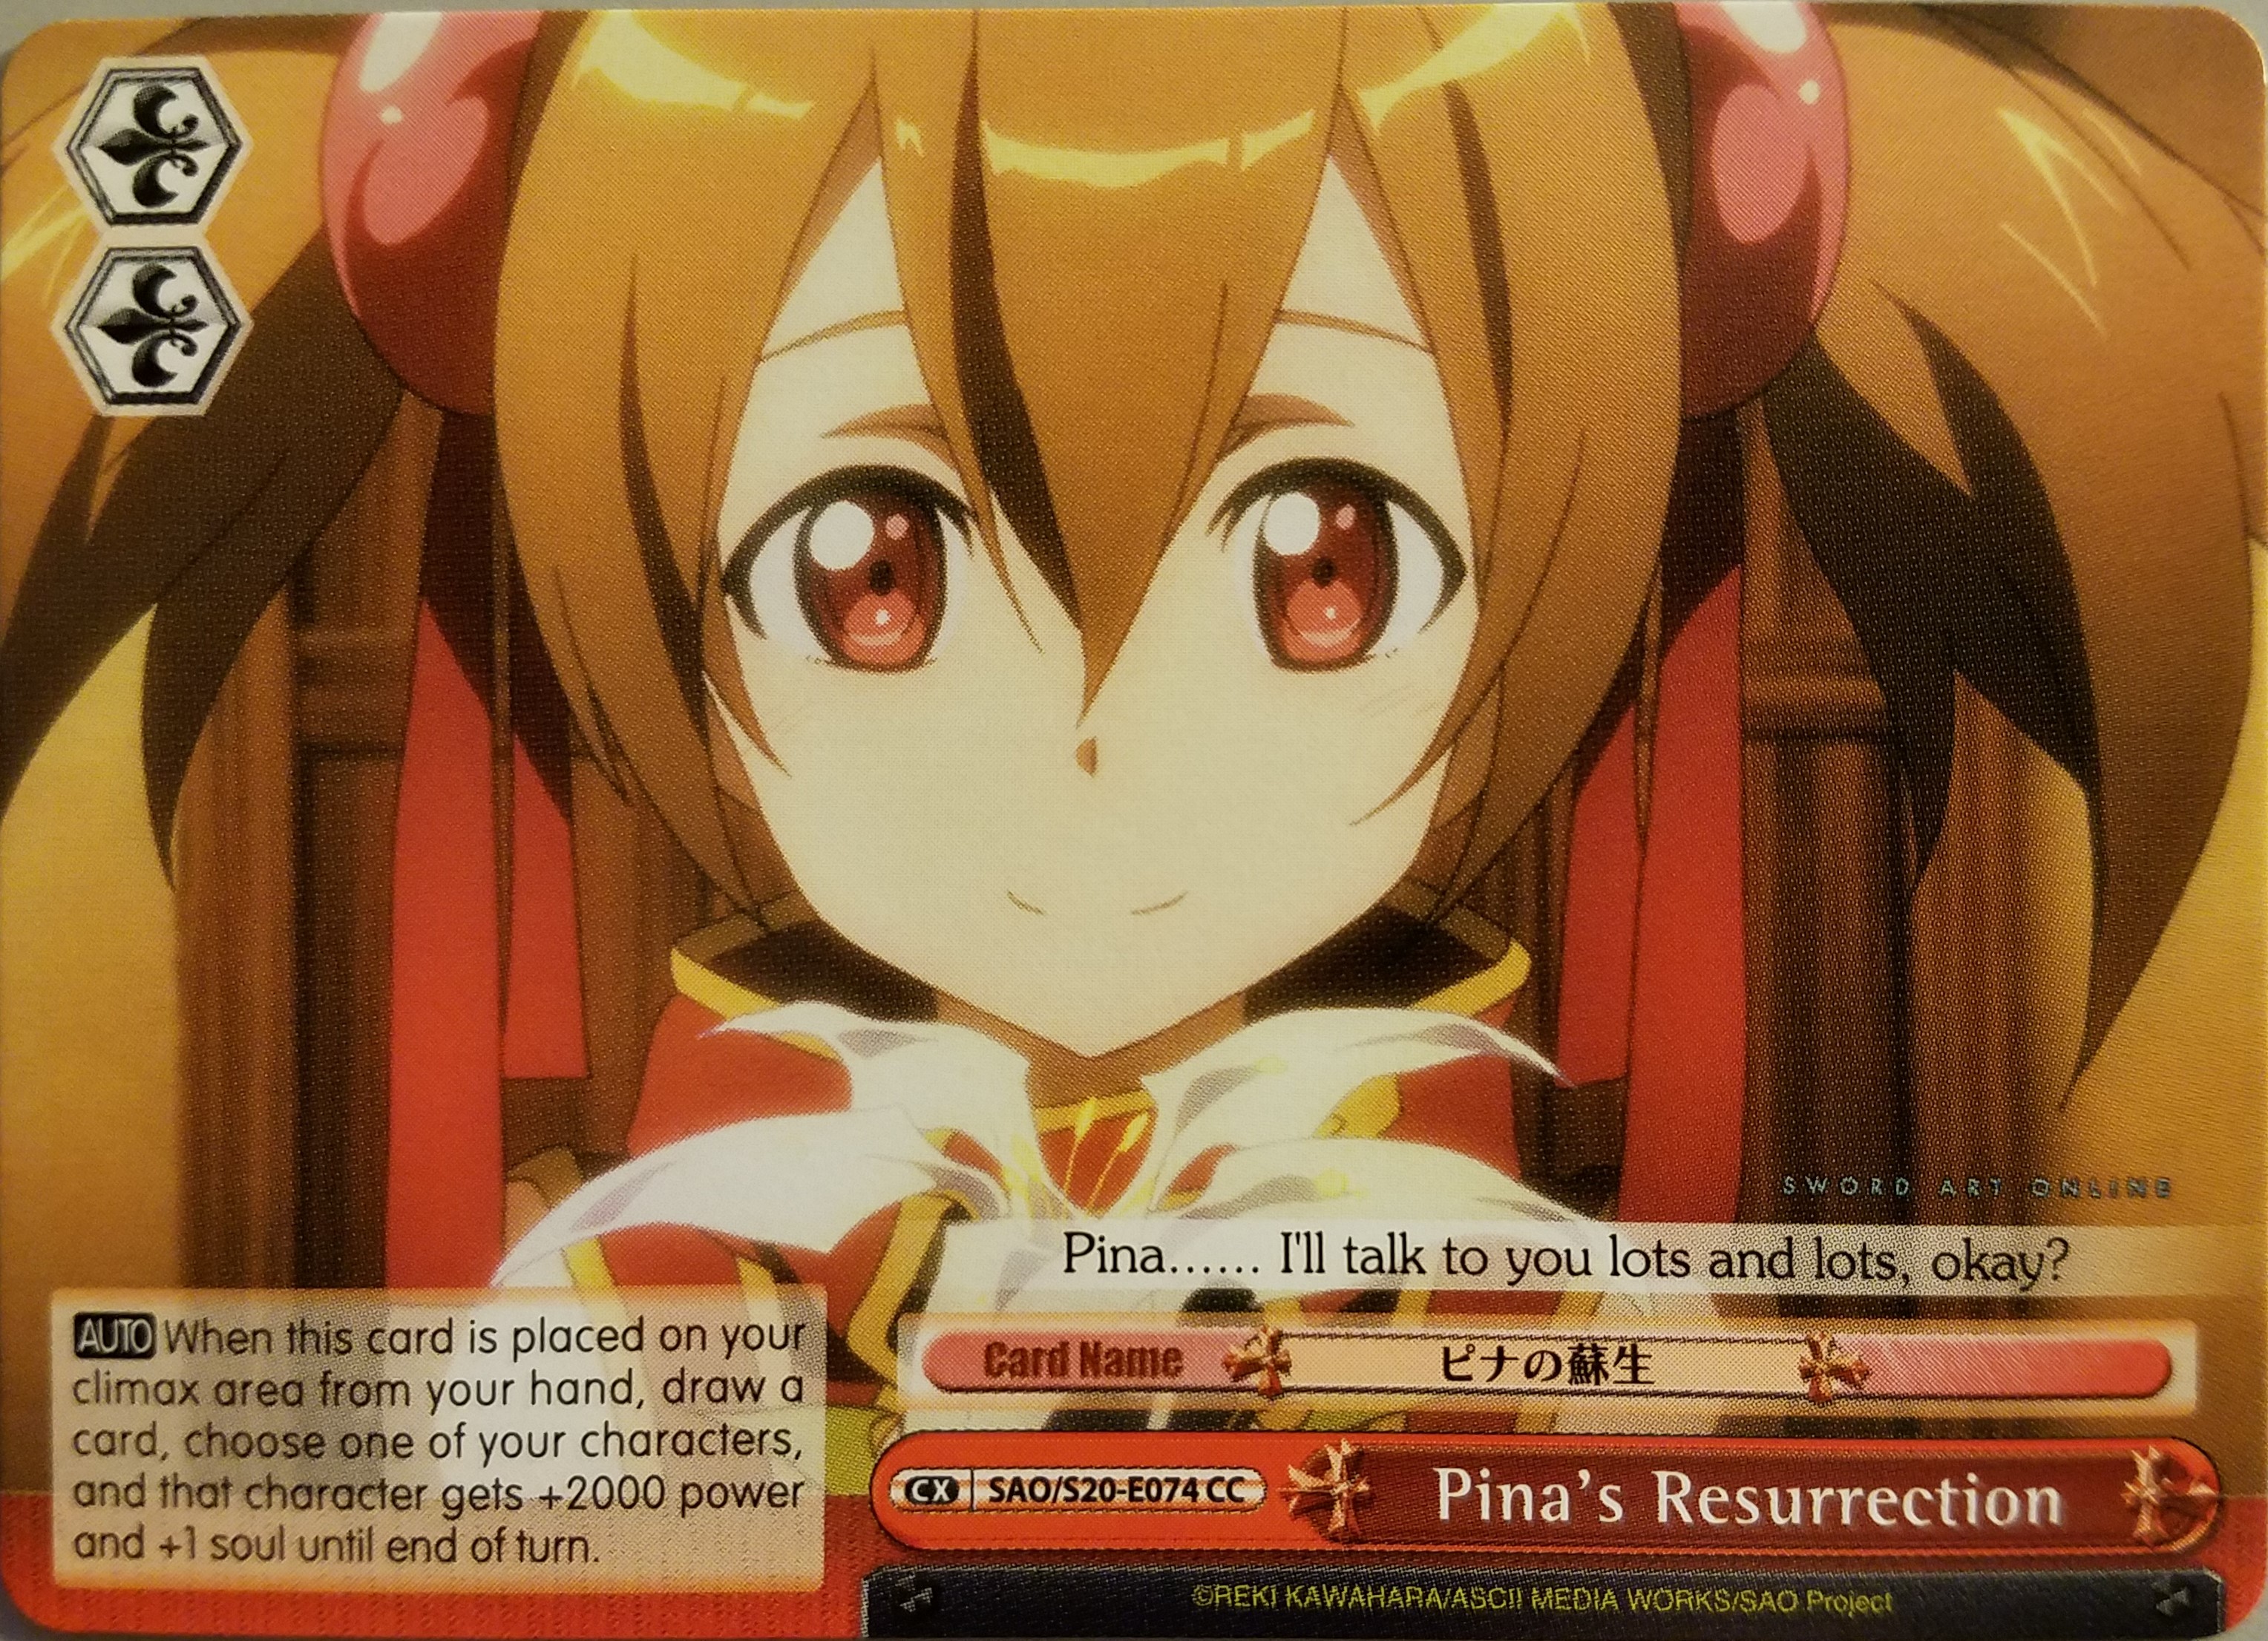 SWORD ART ONLINE
Pina...... I'll talk to you lots and lots, okay?
AUTO When this card is placed on your
climax area from your hand, draw a
card, choose one of your characters,
and that character gets +2000 power
and +1 soul until end of turn.
Card Name ピナの蘇生
CX SAO/S20-E074 CC Pina's Resurrection
©REKI KAWAHARA/ASCII MEDIA WORKS/SAO Project